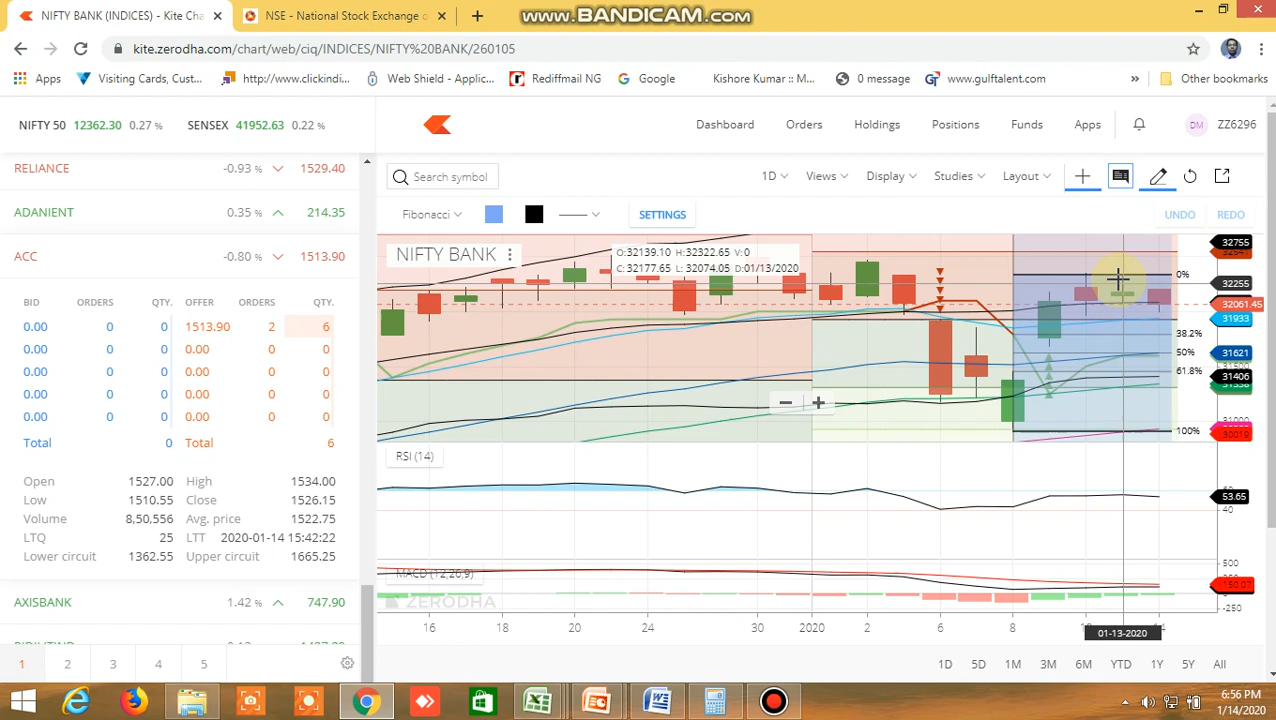 NIFTY BANK (INDICES) - Kite Cha
NSE - National Stock Exchange o
www.BANDICAM.com
kite.zerodha.com/chart/web/ciq/INDICES/NIFTY%20BANK/260105
Apps
Visiting Cards, Cust...
http://www.clickindi...
Web Shield - Applic...
Rediffmail NG
Google
Kishore Kumar :: M...
0 message
www.gulftalent.com
»
Other bookmarks
NIFTY 50 12362.30 0.27 %
SENSEX 41952.63 0.22 %
Dashboard Orders Holdings Positions Funds Apps DM ZZ6296
RELIANCE -0.93 % 1529.40
ADANIENT 0.35 % 214.35
ACC -0.80 % 1513.90
BID ORDERS QTY. OFFER ORDERS QTY.
0.00 0 0 1513.90 2 6
0.00 0 0 0.00 0 0
0.00 0 0 0.00 0 0
0.00 0 0 0.00 0 0
0.00 0 0 0.00 0 0
Total 0 Total 6
Open 1527.00 High 1534.00
Low 1510.55 Close 1526.15
Volume 8,50,556 Avg. price 1522.75
LTQ 25 LTT 2020-01-14 15:42:22
Lower circuit 1362.55 Upper circuit 1665.25
AXISBANK 1.42 % 747.90
1 2 3 4 5
Search symbol
1D Views Display Studies Layout
Fibonacci SETTINGS UNDO REDO
NIFTY BANK
O:32139.10 H:32322.65 V:0
C:32177.65 L:32074.05 D:01/13/2020
0%
38.2%
50%
61.8%
100%
32755
32255
32061.45
31933
31621
31406
30019
RSI (14)
53.65
40
MACD (12,26,9)
500
150.07
-250
ZERODHA
16 18 20 24 30 2020 2 6 8
01-13-2020
1D 5D 1M 3M 6M YTD 1Y 5Y All
6:56 PM
1/14/2020